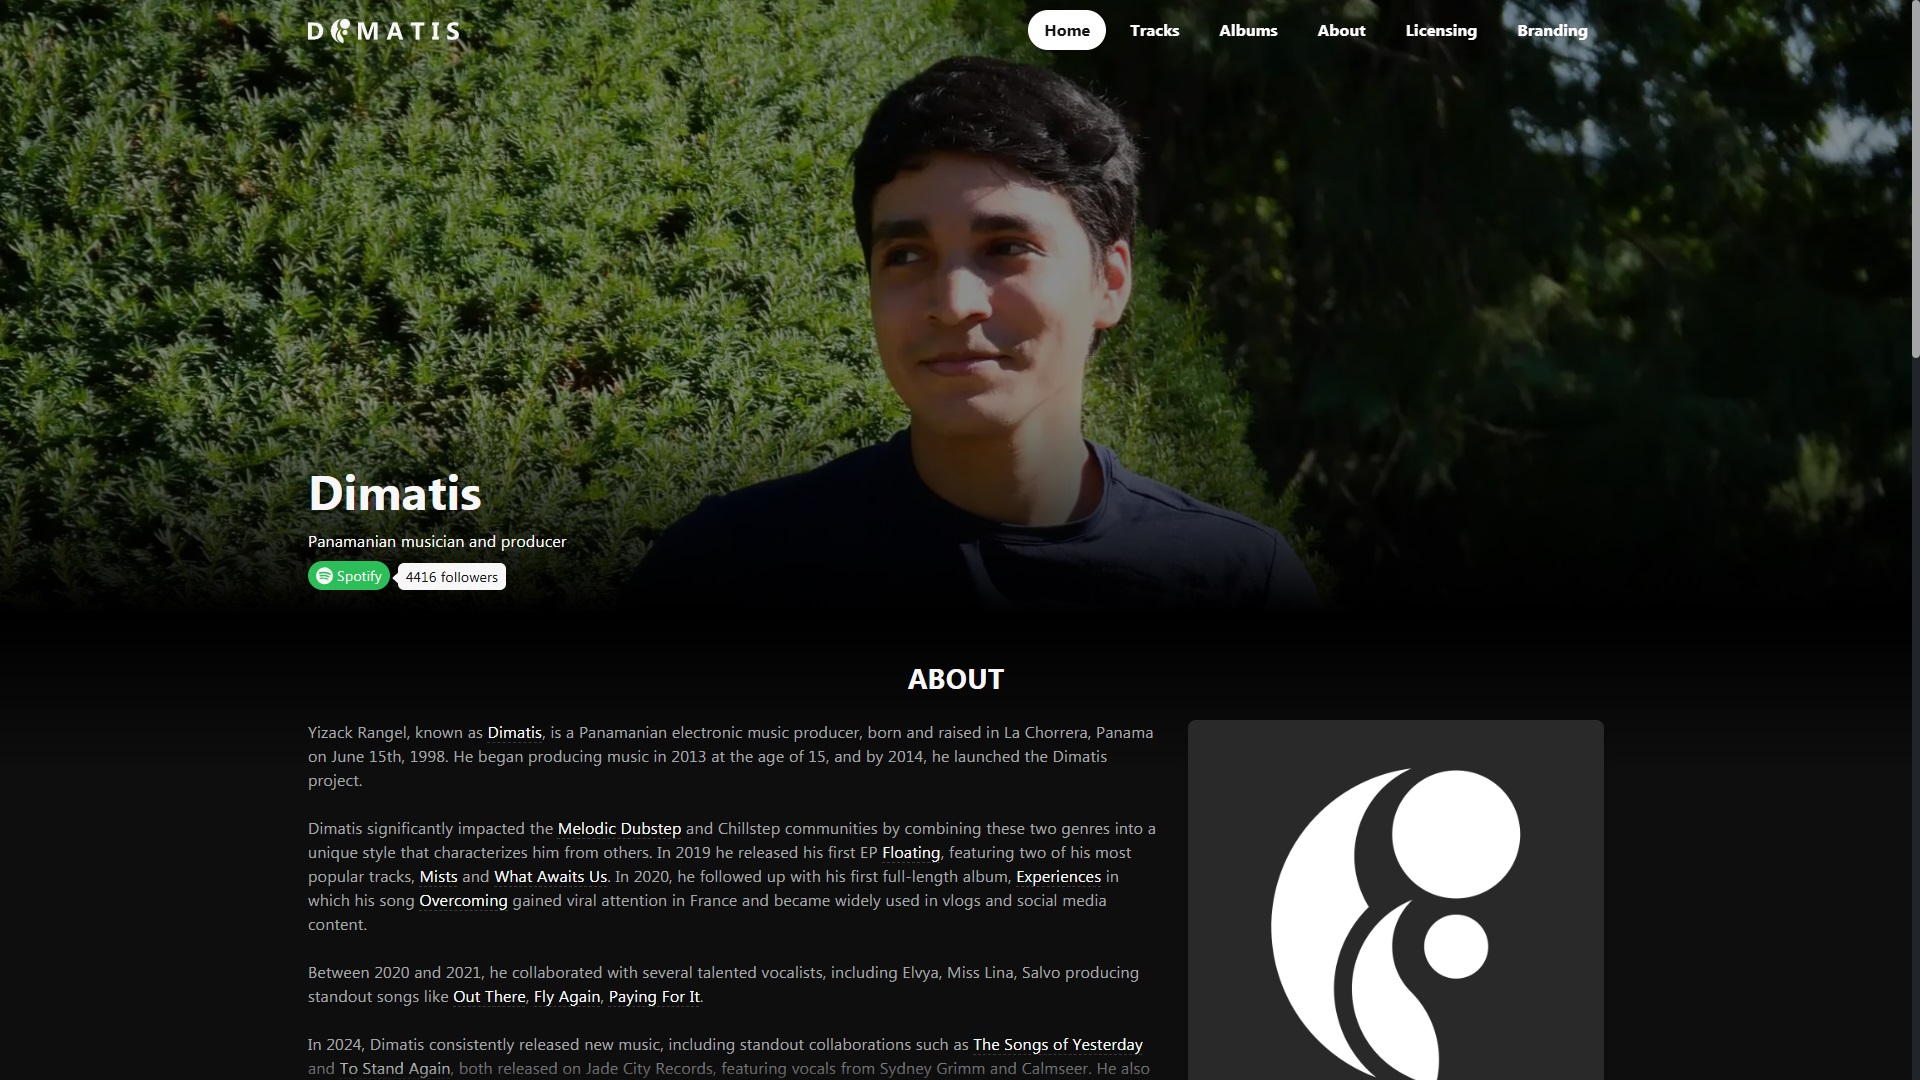 DIMATIS
Home Tracks Albums About Licensing Branding
Dimatis
Panamanian musician and producer
Spotify 4416 followers
ABOUT
Yizack Rangel, known as Dimatis, is a Panamanian electronic music producer, born and raised in La Chorrera, Panama
on June 15th, 1998. He began producing music in 2013 at the age of 15, and by 2014, he launched the Dimatis
project.
Dimatis significantly impacted the Melodic Dubstep and Chillstep communities by combining these two genres into a
unique style that characterizes him from others. In 2019 he released his first EP Floating, featuring two of his most
popular tracks, Mists and What Awaits Us. In 2020, he followed up with his first full-length album, Experiences in
which his song Overcoming gained viral attention in France and became widely used in vlogs and social media
content.
Between 2020 and 2021, he collaborated with several talented vocalists, including Elvya, Miss Lina, Salvo producing
standout songs like Out There, Fly Again, Paying For It.
In 2024, Dimatis consistently released new music, including standout collaborations such as The Songs of Yesterday
and To Stand Again, both released on Jade City Records, featuring vocals from Sydney Grimm and Calmseer. He also